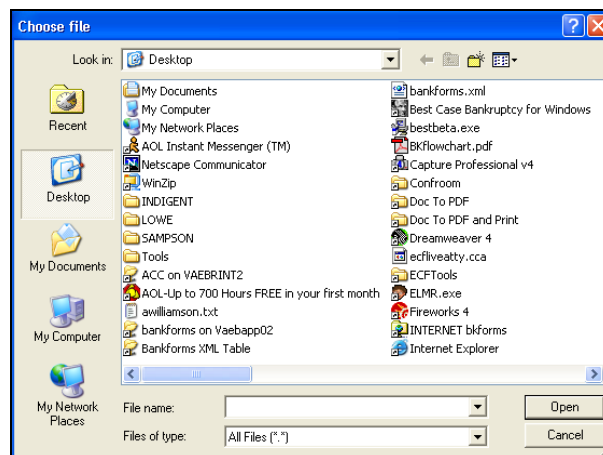 Choose file
Look in:
Desktop
Recent
Desktop
My Documents
My Computer
My Network
Places
My Documents
My Computer
My Network Places
AOL Instant Messenger (TM)
Netscape Communicator
WinZip
INDIGENT
LOWE
SAMPSON
Tools
ACC on VAEBRINT2
AOL-Up to 700 Hours FREE in your first month
awilliamson.txt
bankforms on Vaebapp02
Bankforms XML Table
bankforms.xml
Best Case Bankruptcy for Windows
bestbeta.exe
BKflowchart.pdf
Capture Professional v4
Confroom
Doc To PDF
Doc To PDF and Print
Dreamweaver 4
ecfliveatty.cca
ECFTools
ELMR.exe
Fireworks 4
INTERNET bkforms
Internet Explorer
File name:
Open
Files of type:
All Files (*.*)
Cancel